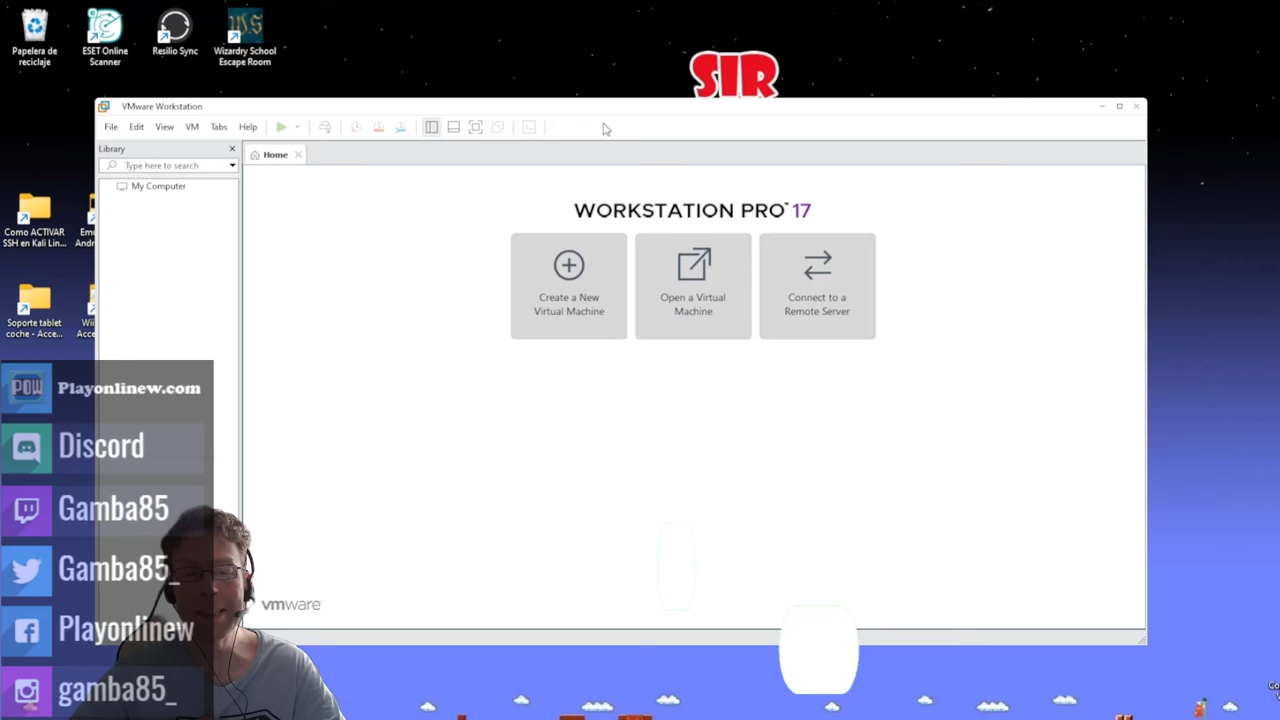 Papelera de
reciclaje
ESET Online
Scanner
Resilio Sync
WS
Wizardry School
Escape Room
SIR
VMware Workstation
File Edit View VM Tabs Help
Library
Type here to search
My Computer
Home
WORKSTATION PRO™ 17
Create a New
Virtual Machine
Open a Virtual
Machine
Connect to a
Remote Server
Como ACTIVAR
SSH en Kali Lin...
Soporte tablet
coche - Acce...
POW
Playonlinew.com
Discord
Gamba85
Gamba85_
Playonlinew
gamba85_
vmware